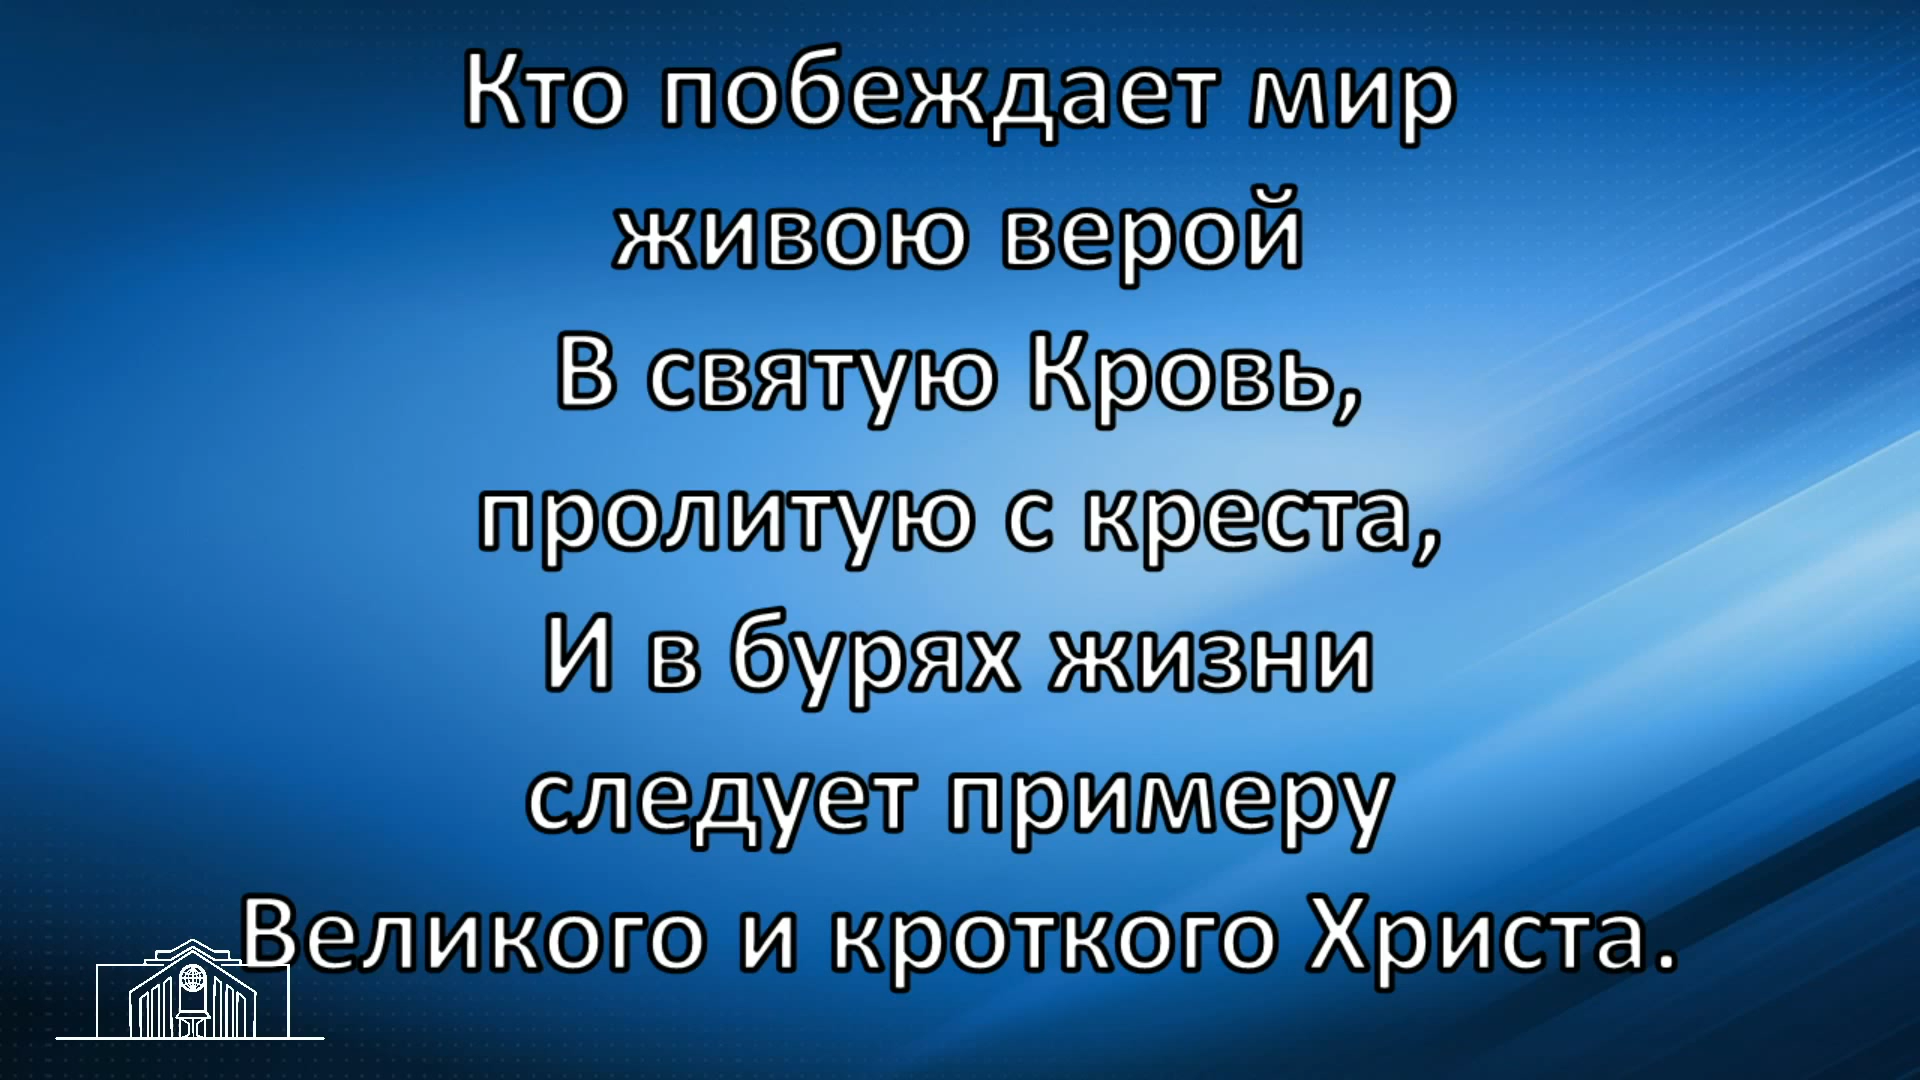 Кто побеждает мир
живою верой
В святую Кровь,
пролитую с креста,
И в бурях жизни
следует примеру
Великого и кроткого Христа.